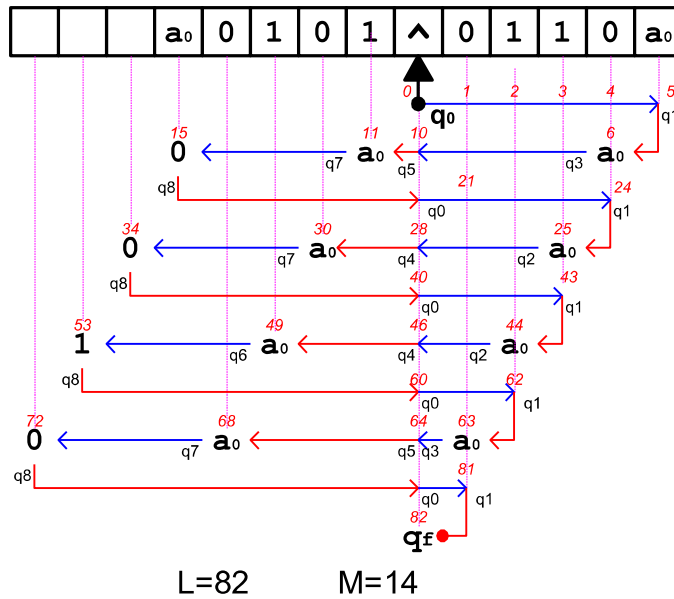 a₀ 0 1 0 1 ^ 0 1 1 0 a₀
0 1 2 3 4 5
q₀ q1
15 11 10 6
0 a₀ a₀
q7 q5 q3
q8 21 24
q0 q1
34 30 28 25
0 a₀ a₀
q7 q4 q2
q8 40 43
q0 q1
53 49 46 44
1 a₀ a₀
q6 q4 q2
q8 60 62
q0 q1
72 68 64 63
0 a₀ a₀
q7 q5 q3
q8 81
q0 q1
82
qf
L=82 M=14